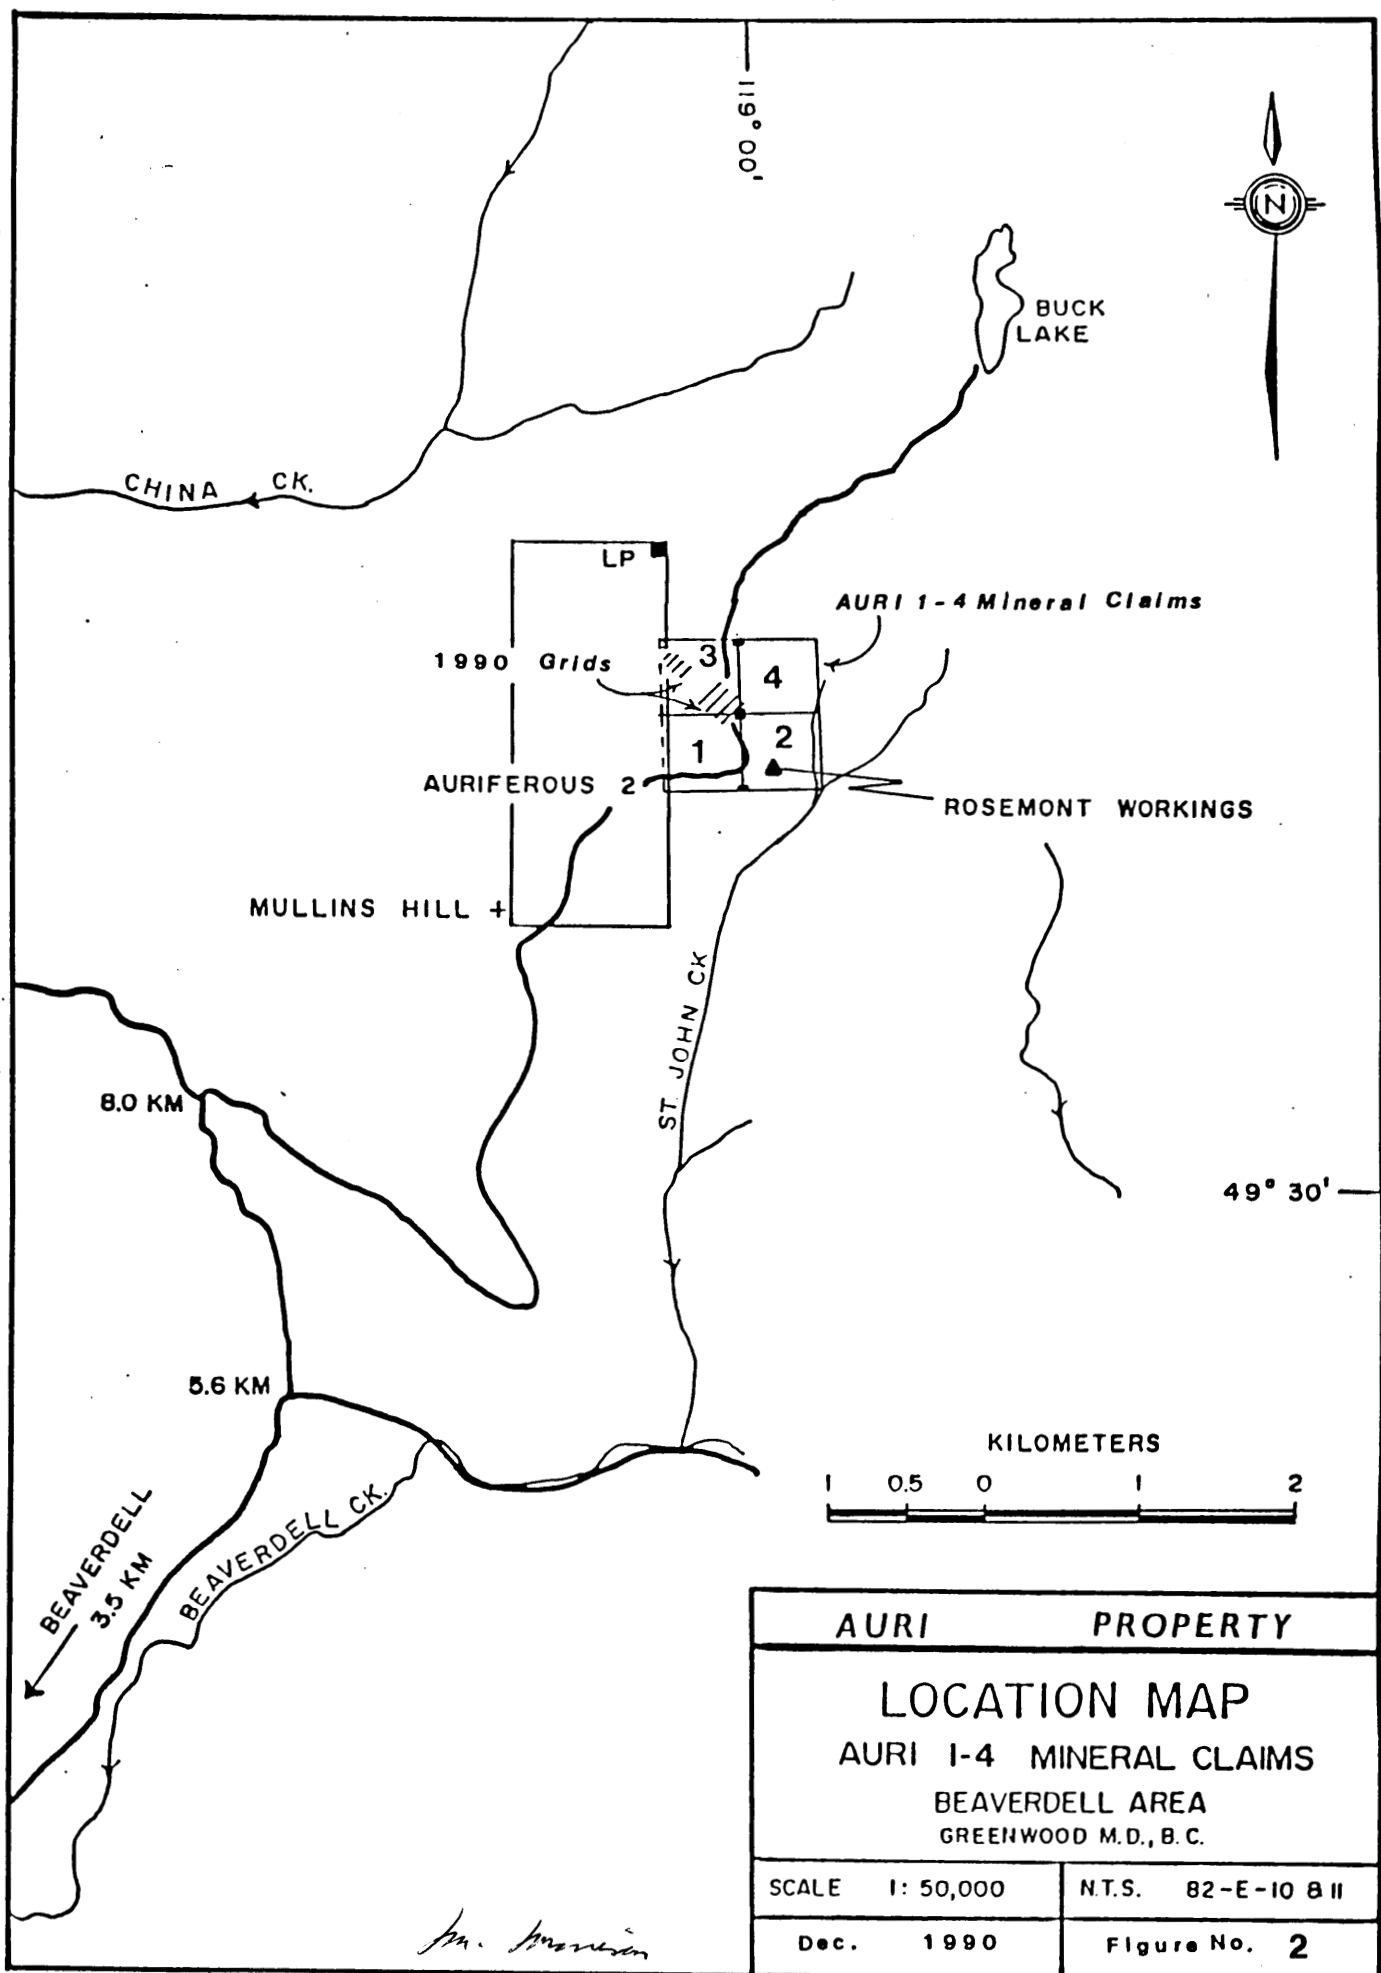 119° 00'
N
BUCK
LAKE
CHINA CK.
LP
AURI 1-4 Mineral Claims
1990 Grids
3
4
1
2
AURIFEROUS 2
ROSEMONT WORKINGS
MULLINS HILL +
ST. JOHN CK
8.0 KM
49° 30'
5.6 KM
KILOMETERS
1 0.5 0 1 2
BEAVERDELL
3.5 KM
BEAVERDELL CK.
AURI PROPERTY
LOCATION MAP
AURI 1-4 MINERAL CLAIMS
BEAVERDELL AREA
GREENWOOD M.D., B.C.
SCALE 1: 50,000
N.T.S. 82-E-10 & 11
Dec. 1990
Figure No. 2